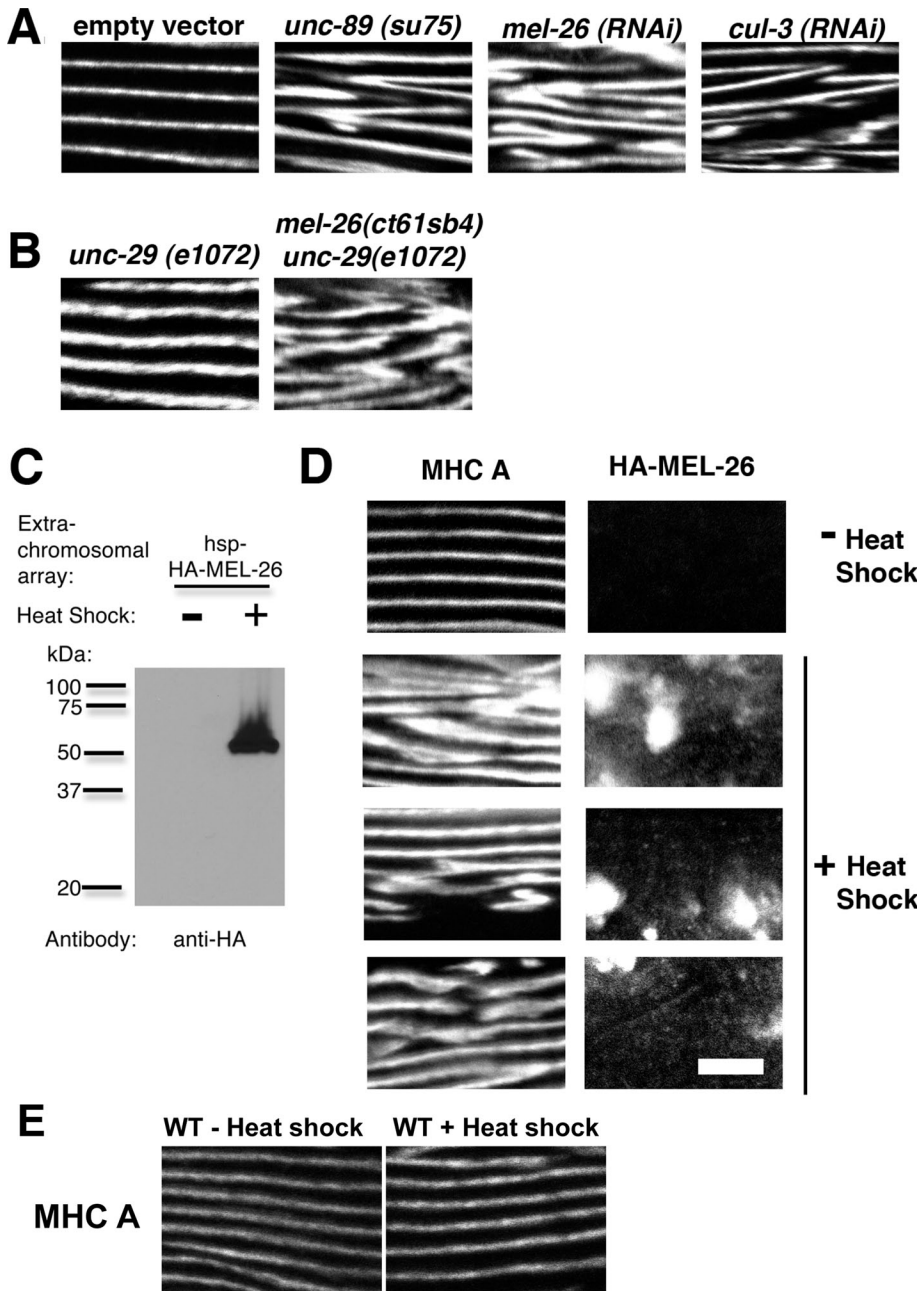 A
empty vector
unc-89 (su75)
mel-26 (RNAi)
cul-3 (RNAi)
B
unc-29 (e1072)
mel-26(ct61sb4)
unc-29(e1072)
C
Extra-
chromosomal
array:
hsp-
HA-MEL-26
Heat Shock:
-
+
kDa:
100
75
50
37
20
Antibody:
anti-HA
D
MHC A
HA-MEL-26
- Heat
Shock
+ Heat
Shock
E
WT - Heat shock
WT + Heat shock
MHC A